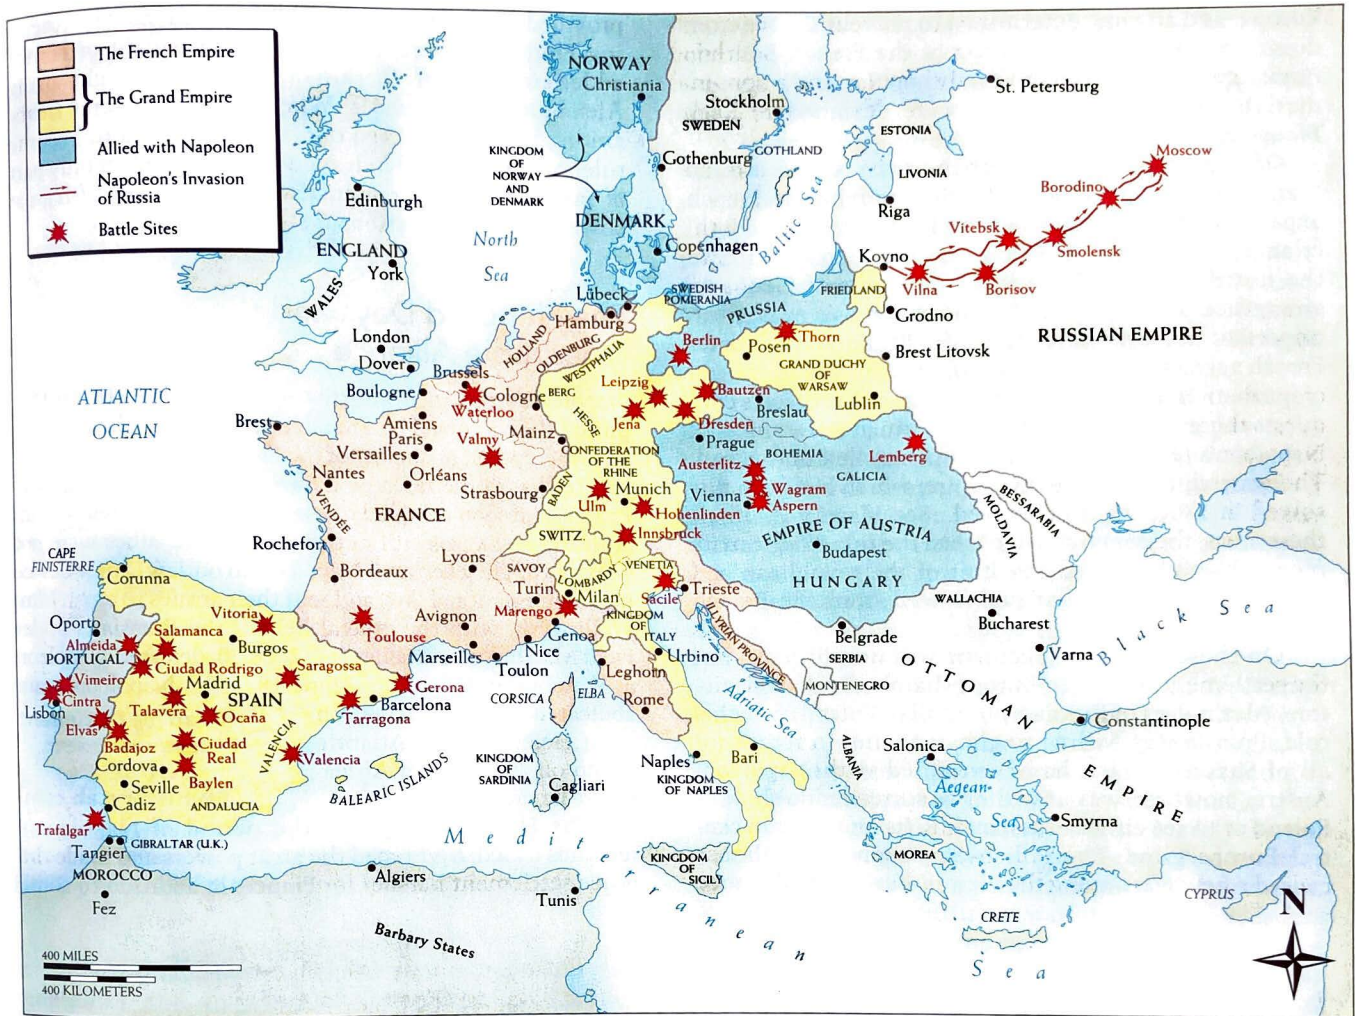 The French Empire
The Grand Empire
Allied with Napoleon
Napoleon's Invasion
of Russia
Battle Sites
NORWAY
Christiania
Stockholm
SWEDEN
St. Petersburg
KINGDOM
OF
NORWAY
AND
DENMARK
Gothenburg
GOTHLAND
ESTONIA
LIVONIA
Riga
Moscow
Borodino
Edinburgh
North
Sea
DENMARK
Copenhagen
Baltic Sea
Vitebsk
Smolensk
ENGLAND
York
WALES
Kovno
Vilna
Borisov
Lübeck
SWEDISH
POMERANIA
FRIEDLAND
PRUSSIA
Grodno
London
Dover
Hamburg
HOLLAND
OLDENBURG
WESTPHALIA
Berlin
Thorn
Posen
RUSSIAN EMPIRE
Brest Litovsk
GRAND DUCHY
OF
WARSAW
Lublin
ATLANTIC
OCEAN
Boulogne
Brussels
Waterloo
Cologne
BERG
Leipzig
Bautzen
Breslau
Brest
Amiens
Paris
Versailles
Valmy
Mainz
HESSE
Jena
Dresden
Prague
BOHEMIA
Lemberg
Nantes
Orléans
Strasbourg
CONFEDERATION
OF THE
RHINE
BADEN
Austerlitz
GALICIA
VENDÉE
FRANCE
Ulm
Munich
Hohenlinden
Vienna
Wagram
Aspern
BESSARABIA
MOLDAVIA
Rochefort
SWITZ.
Innsbruck
EMPIRE OF AUSTRIA
Budapest
CAPE
FINISTERRE
Corunna
Bordeaux
Lyons
SAVOY
LOMBARDY
VENETIA
Turin
Milan
Sacile
Trieste
HUNGARY
WALLACHIA
Bucharest
Black Sea
Oporto
Vitoria
Toulouse
Avignon
Marengo
KINGDOM
OF
ITALY
ILLYRIAN PROVINCE
Belgrade
Varna
Almeida
Salamanca
Burgos
Marseilles
Toulon
Nice
Genoa
Urbino
SERBIA
PORTUGAL
Ciudad Rodrigo
Saragossa
Leghorn
MONTENEGRO
OTTOMAN
EMPIRE
Vimeiro
Cintra
Lisbon
Madrid
SPAIN
Gerona
Barcelona
CORSICA
ELBA
Rome
Adriatic Sea
Talavera
Ocaña
Tarragona
Constantinople
Elvas
Badajoz
Ciudad
Real
VALENCIA
Valencia
KINGDOM
OF
SARDINIA
Naples
Bari
ALBANIA
Salonica
Cordova
Baylen
BALEARIC ISLANDS
Cagliari
KINGDOM
OF NAPLES
Aegean
Sea
Seville
Cadiz
ANDALUCIA
Smyrna
Trafalgar
Tangier
GIBRALTAR (U.K.)
Mediterranean
Sea
KINGDOM
OF
SICILY
MOREA
MOROCCO
Fez
Algiers
Tunis
CYPRUS
CRETE
Barbary States
N
400 MILES
400 KILOMETERS